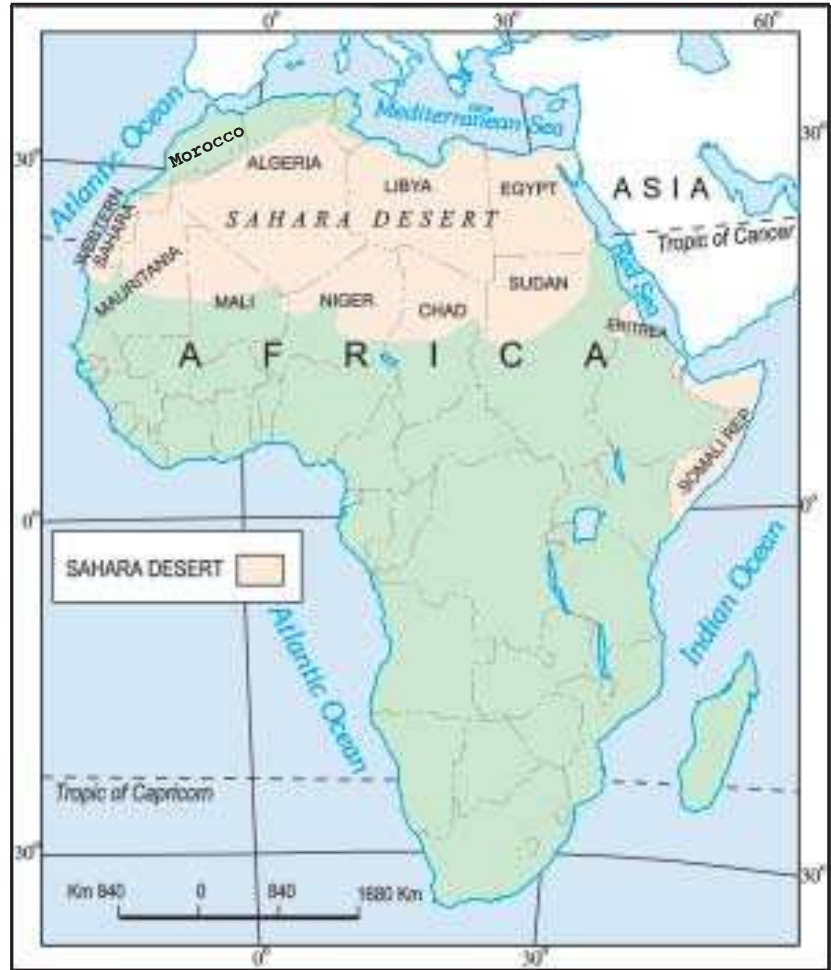 0°
30°
60°
Atlantic Ocean
Mediterranean Sea
30°
30°
Morocco
ALGERIA
LIBYA
EGYPT
ASIA
WESTERN
SAHARA
SAHARA DESERT
Tropic of Cancer
Red Sea
MAURITANIA
MALI
NIGER
CHAD
SUDAN
ERITREA
AFRICA
SOMALI REP.
0°
0°
SAHARA DESERT
Atlantic Ocean
Indian Ocean
Tropic of Capricorn
30°
30°
Km 840 0 840 1680 Km
0°
30°